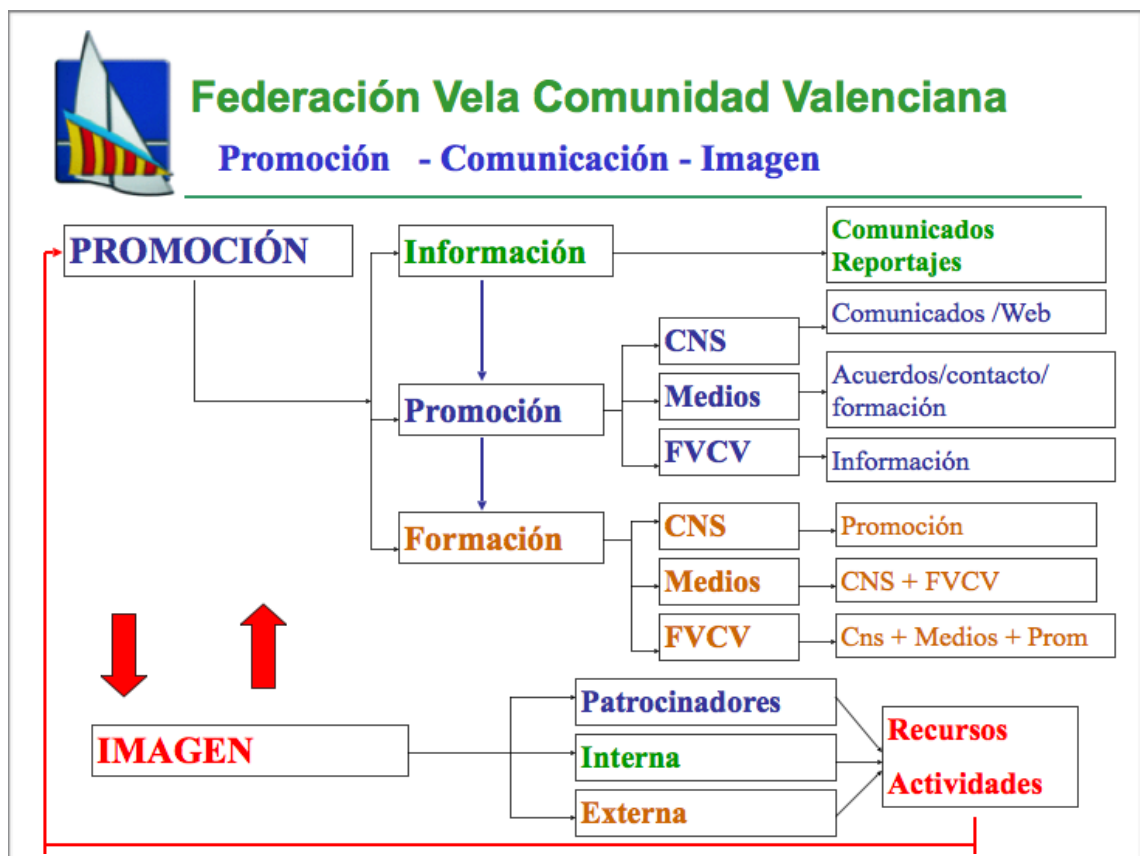 Federación Vela Comunidad Valenciana
Promoción - Comunicación - Imagen
PROMOCIÓN
Información
Comunicados
Reportajes
Promoción
CNS
Comunicados /Web
Medios
Acuerdos/contacto/
formación
FVCV
Información
Formación
CNS
Promoción
Medios
CNS + FVCV
FVCV
Cns + Medios + Prom
IMAGEN
Patrocinadores
Interna
Externa
Recursos
Actividades